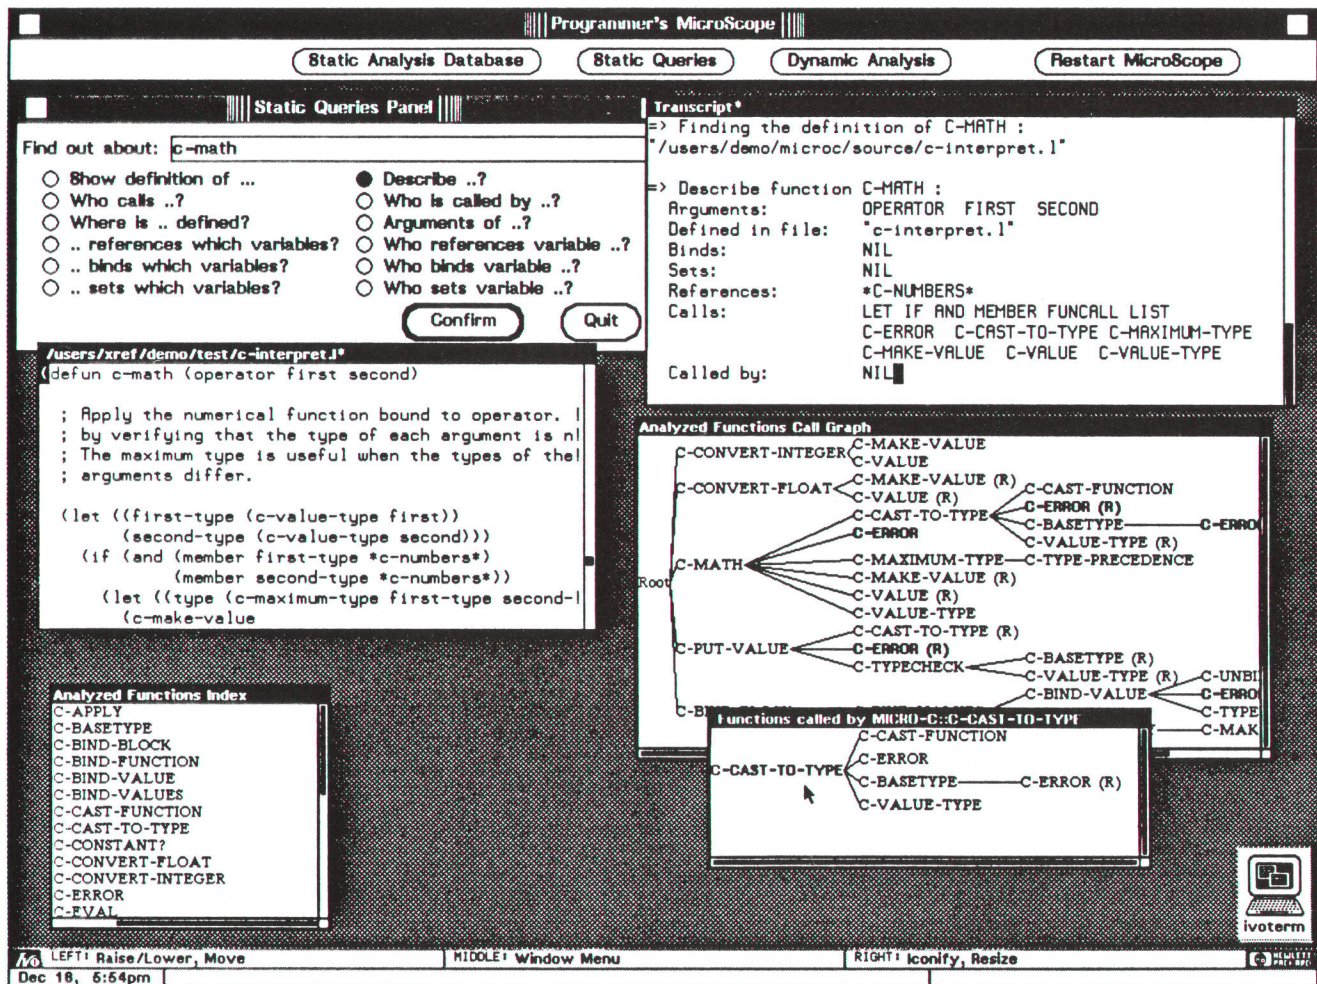 Programmer's MicroScope
Static Analysis Database
Static Queries
Dynamic Analysis
Restart MicroScope
Static Queries Panel
Find out about: c-math
Show definition of ...
Describe ..?
Who calls ..?
Who is called by ..?
Where is .. defined?
Arguments of ..?
.. references which variables?
Who references variable ..?
.. binds which variables?
Who binds variable ..?
.. sets which variables?
Who sets variable ..?
Confirm
Quit
Transcript*
=> Finding the definition of C-MATH :
"/users/demo/microc/source/c-interpret.l"
=> Describe function C-MATH :
Arguments: OPERATOR FIRST SECOND
Defined in file: "c-interpret.l"
Binds: NIL
Sets: NIL
References: *C-NUMBERS*
Calls: LET IF AND MEMBER FUNCALL LIST
C-ERROR C-CAST-TO-TYPE C-MAXIMUM-TYPE
C-MAKE-VALUE C-VALUE C-VALUE-TYPE
Called by: NIL
/users/xref/demo/test/c-interpret.l*
(defun c-math (operator first second)
; Apply the numerical function bound to operator. !
; by verifying that the type of each argument is n!
; The maximum type is useful when the types of the!
; arguments differ.
(let ((first-type (c-value-type first))
(second-type (c-value-type second)))
(if (and (member first-type *c-numbers*)
(member second-type *c-numbers*))
(let ((type (c-maximum-type first-type second-!
(c-make-value
Analyzed Functions Call Graph
C-MAKE-VALUE
C-CONVERT-INTEGER
C-VALUE
C-MAKE-VALUE (R)
C-CONVERT-FLOAT
C-CAST-FUNCTION
C-VALUE (R)
C-ERROR (R)
C-CAST-TO-TYPE
C-BASETYPE
C-ERRO
C-ERROR
C-VALUE-TYPE (R)
C-MATH
C-MAXIMUM-TYPE
C-TYPE-PRECEDENCE
Root
C-MAKE-VALUE (R)
C-VALUE (R)
C-VALUE-TYPE
C-CAST-TO-TYPE (R)
C-PUT-VALUE
C-ERROR (R)
C-BASETYPE (R)
C-TYPECHECK
C-VALUE-TYPE (R)
C-UNBI
C-BIND-VALUE
C-ERRO
C-TYPE
C-MAK
Functions called by MICRO-C::C-CAST-TO-TYPE
C-CAST-FUNCTION
C-ERROR
C-CAST-TO-TYPE
C-BASETYPE
C-ERROR (R)
C-VALUE-TYPE
Analyzed Functions Index
C-APPLY
C-BASETYPE
C-BIND-BLOCK
C-BIND-FUNCTION
C-BIND-VALUE
C-BIND-VALUES
C-CAST-FUNCTION
C-CAST-TO-TYPE
C-CONSTANT?
C-CONVERT-FLOAT
C-CONVERT-INTEGER
C-ERROR
C-EVAL
ivoterm
LEFT: Raise/Lower, Move
MIDDLE: Window Menu
RIGHT: Iconify, Resize
HEWLETT PACKARD
Dec 18, 5:54pm